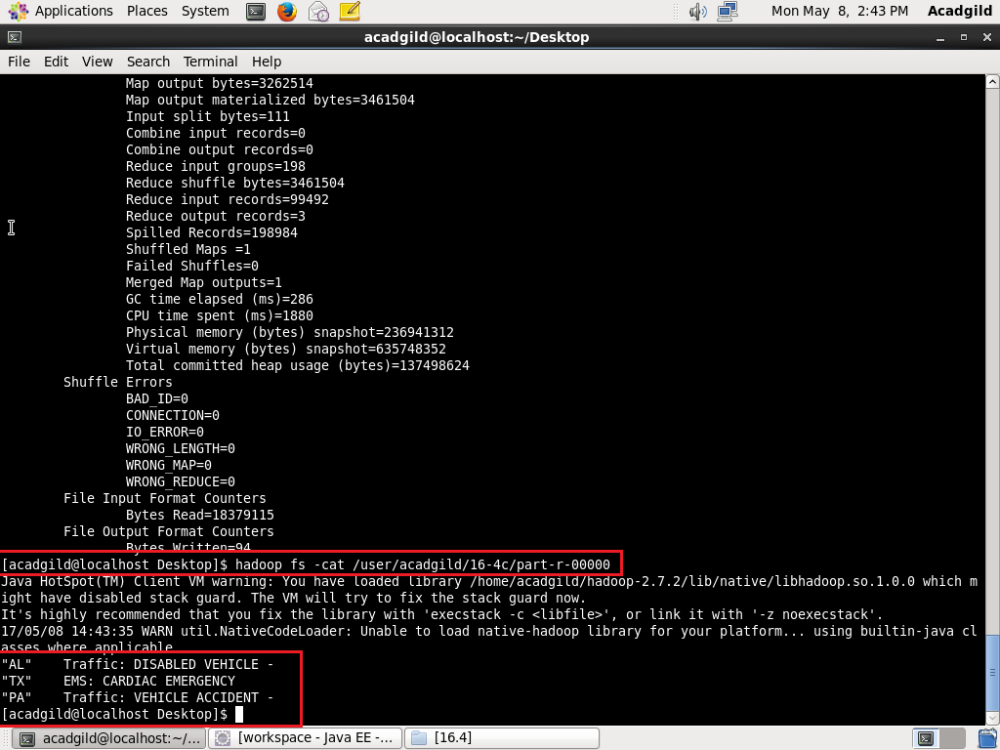 Applications Places System Mon May 8, 2:43 PM Acadgild
acadgild@localhost:~/Desktop
File Edit View Search Terminal Help
Map output bytes=3262514
Map output materialized bytes=3461504
Input split bytes=111
Combine input records=0
Combine output records=0
Reduce input groups=198
Reduce shuffle bytes=3461504
Reduce input records=99492
Reduce output records=3
Spilled Records=198984
Shuffled Maps =1
Failed Shuffles=0
Merged Map outputs=1
GC time elapsed (ms)=286
CPU time spent (ms)=1880
Physical memory (bytes) snapshot=236941312
Virtual memory (bytes) snapshot=635748352
Total committed heap usage (bytes)=137498624
Shuffle Errors
BAD_ID=0
CONNECTION=0
IO_ERROR=0
WRONG_LENGTH=0
WRONG_MAP=0
WRONG_REDUCE=0
File Input Format Counters
Bytes Read=18379115
File Output Format Counters
Bytes Written=94
[acadgild@localhost Desktop]$ hadoop fs -cat /user/acadgild/16-4c/part-r-00000
Java HotSpot(TM) Client VM warning: You have loaded library /home/acadgild/hadoop-2.7.2/lib/native/libhadoop.so.1.0.0 which m
ight have disabled stack guard. The VM will try to fix the stack guard now.
It's highly recommended that you fix the library with 'execstack -c <libfile>', or link it with '-z noexecstack'.
17/05/08 14:43:35 WARN util.NativeCodeLoader: Unable to load native-hadoop library for your platform... using builtin-java cl
asses where applicable
"AL" Traffic: DISABLED VEHICLE -
"TX" EMS: CARDIAC EMERGENCY
"PA" Traffic: VEHICLE ACCIDENT -
[acadgild@localhost Desktop]$
acadgild@localhost:~/... [workspace - Java EE -... [16.4]